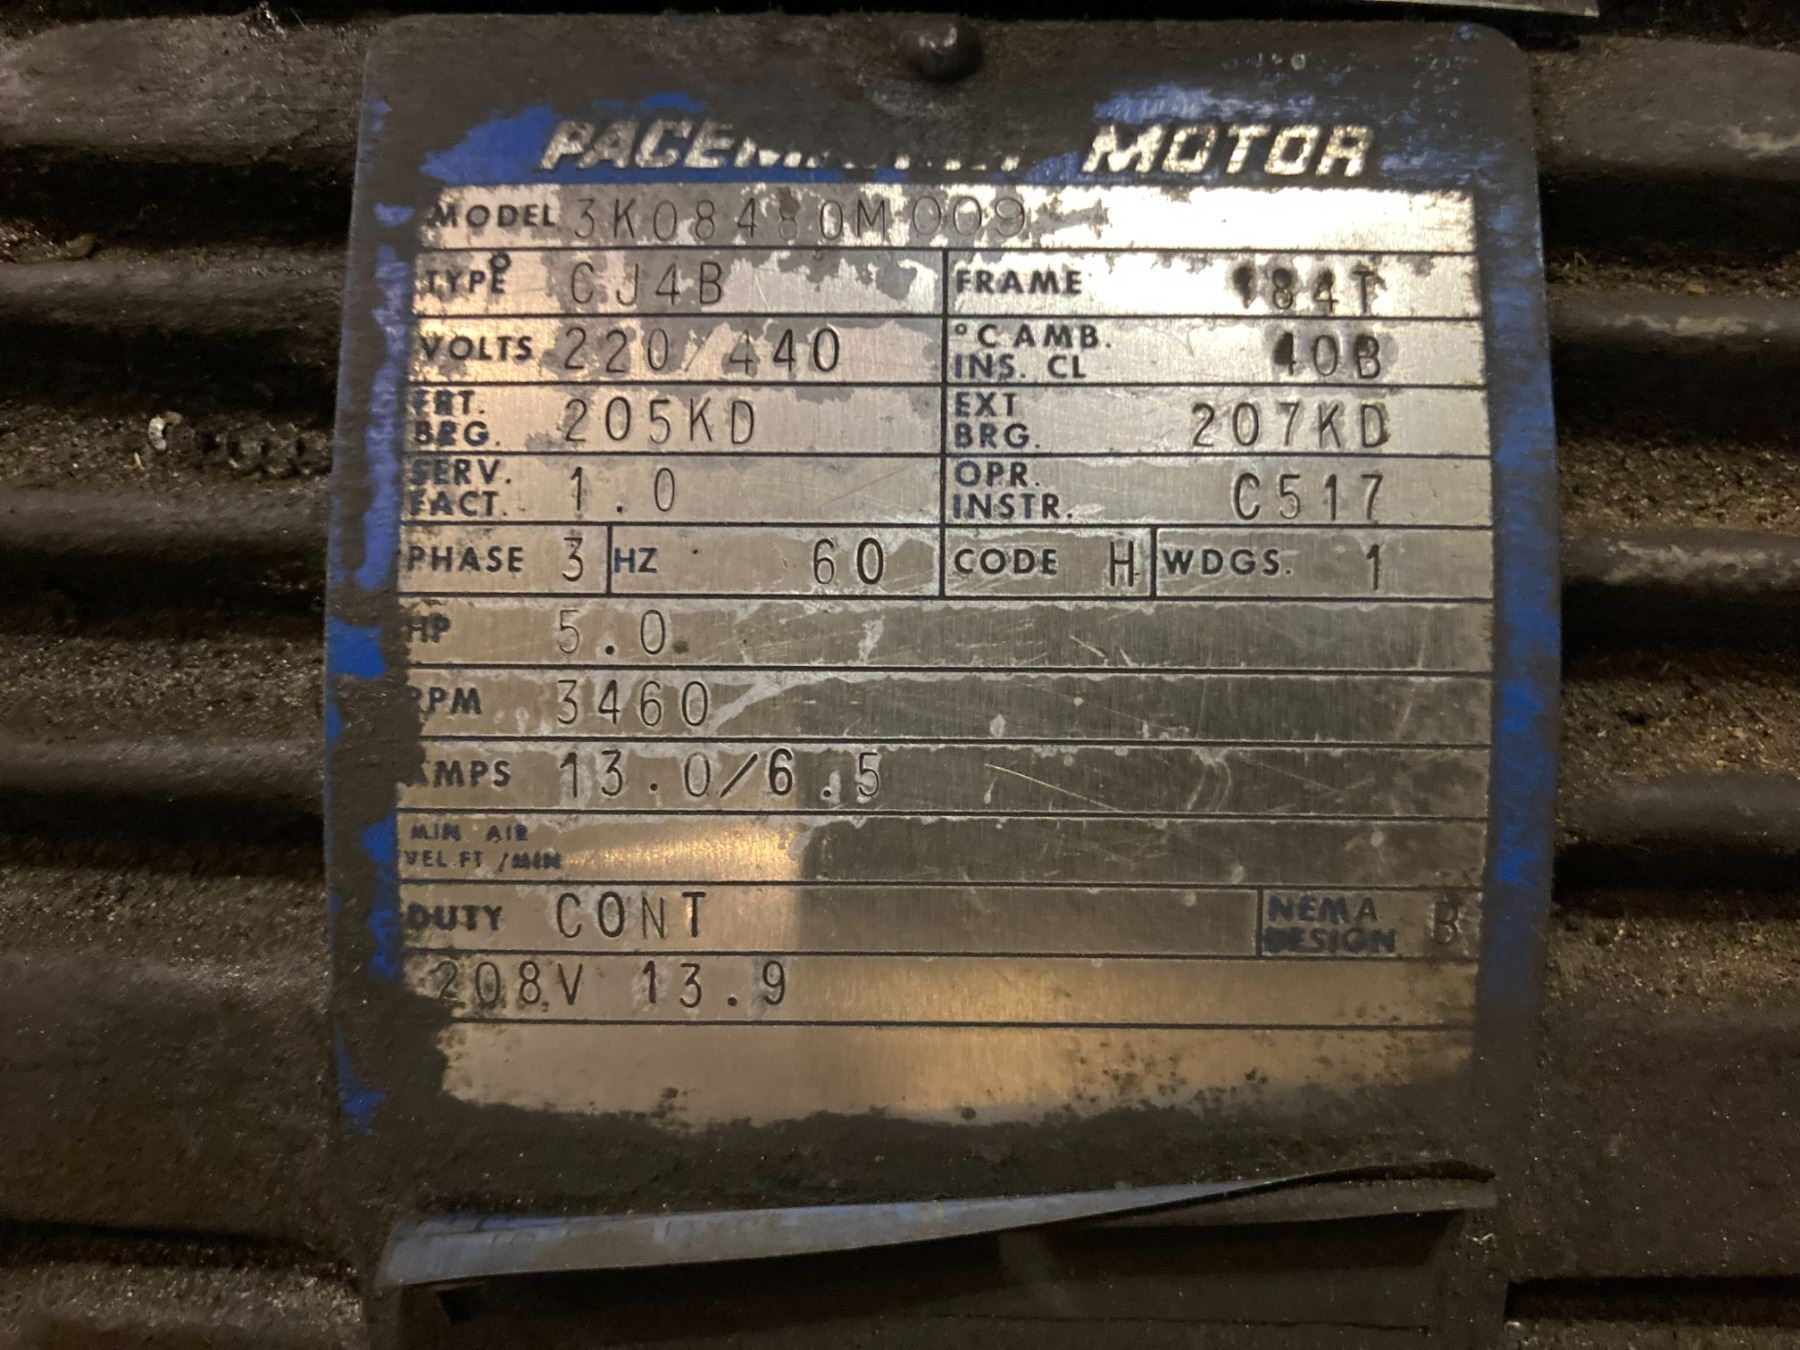 MOTOR
MODEL 3K08480M009
TYPE CJ4B FRAME 184T
VOLTS 220/440 °C AMB. INS. CL 40B
FRT. BRG. 205KD EXT BRG. 207KD
SERV. FACT. 1.0 OPR. INSTR. C517
PHASE 3 HZ 60 CODE H WDGS. 1
HP 5.0
RPM 3460
AMPS 13.0/6.5
MIN. AIR
VEL. FT /MIN
DUTY CONT NEMA DESIGN B
208V 13.9